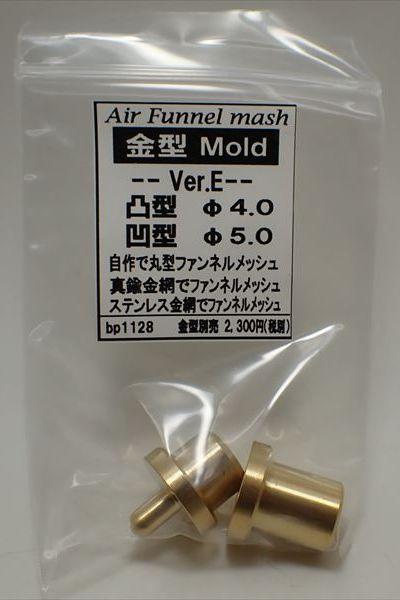 Air Funnel mash
金型 Mold
-- Ver.E--
凸型 Φ4.0
凹型 Φ5.0
自作で丸型ファンネルメッシュ
真鍮金網でファンネルメッシュ
ステンレス金網でファンネルメッシュ
bp1128 金型別売 2,300円(税別)